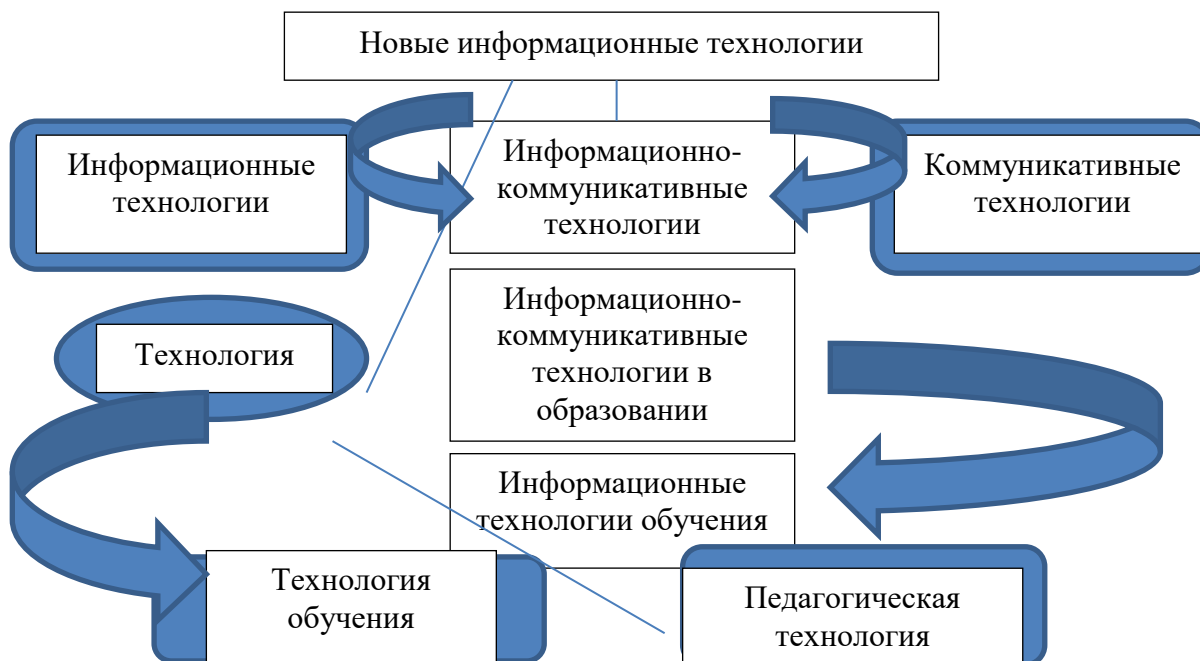 Новые информационные технологии
Информационные
технологии
Информационно-
коммуникативные
технологии
Коммуникативные
технологии
Технология
Информационно-
коммуникативные
технологии в
образовании
Информационные
технологии обучения
Технология
обучения
Педагогическая
технология